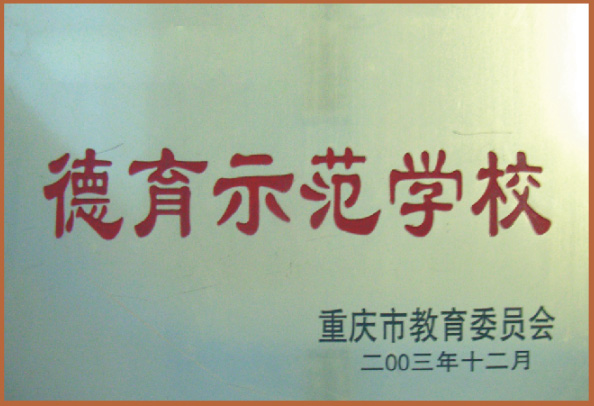 德育示范学校
重庆市教育委员会
二00三年十二月